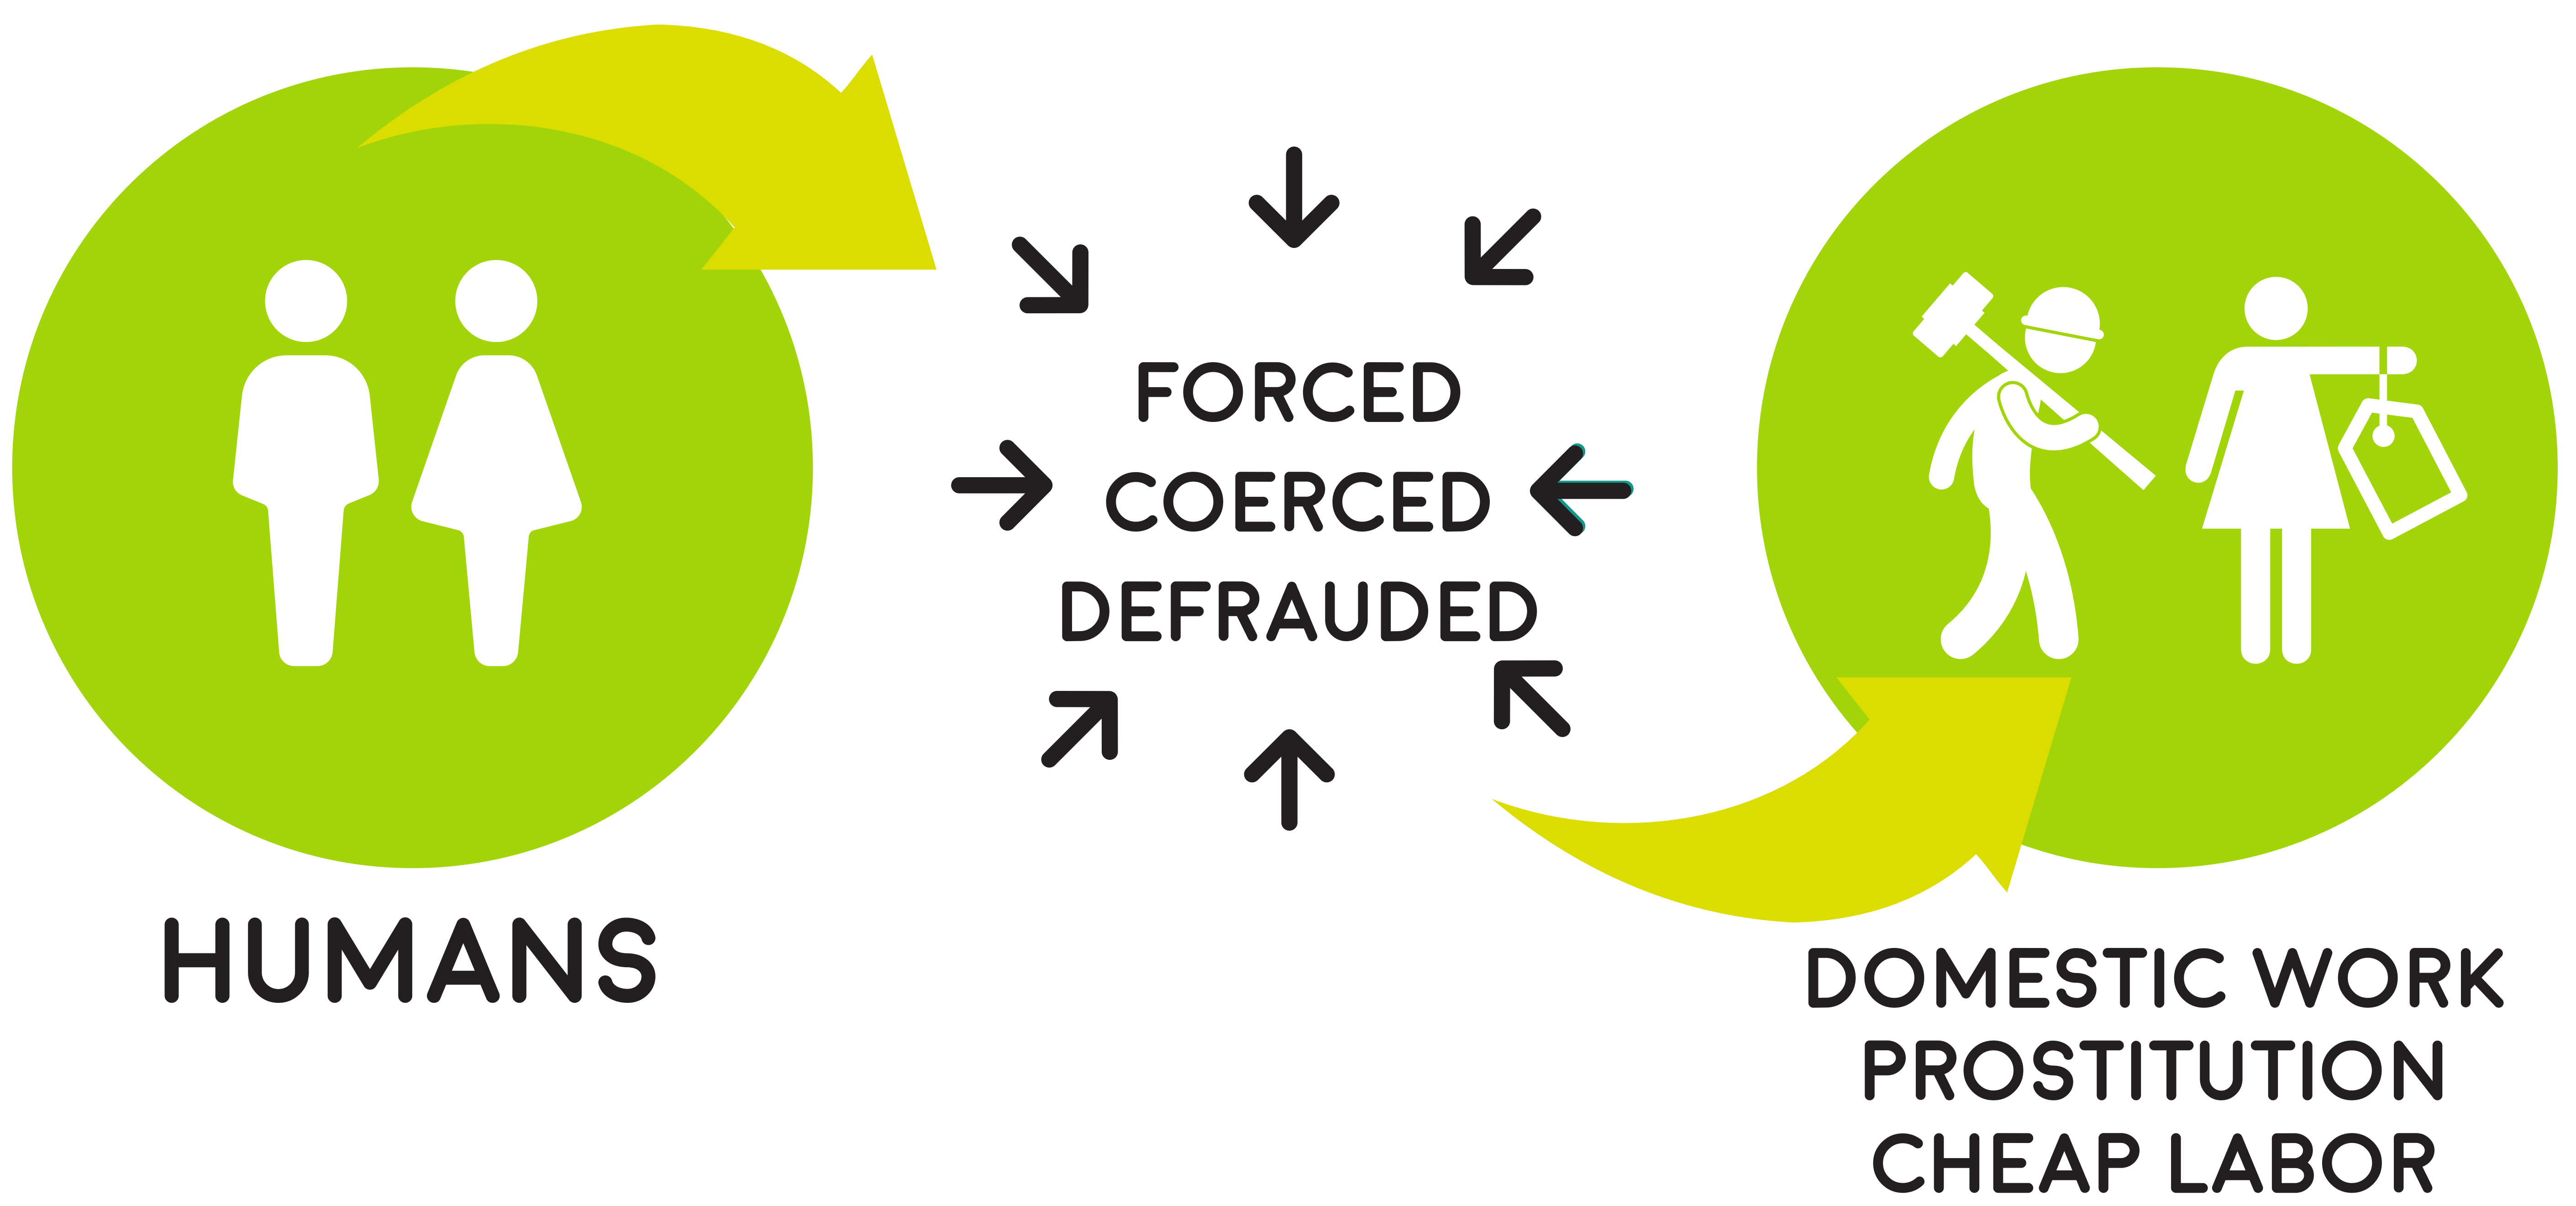 FORCED
COERCED
DEFRAUDED
HUMANS
DOMESTIC WORK
PROSTITUTION
CHEAP LABOR